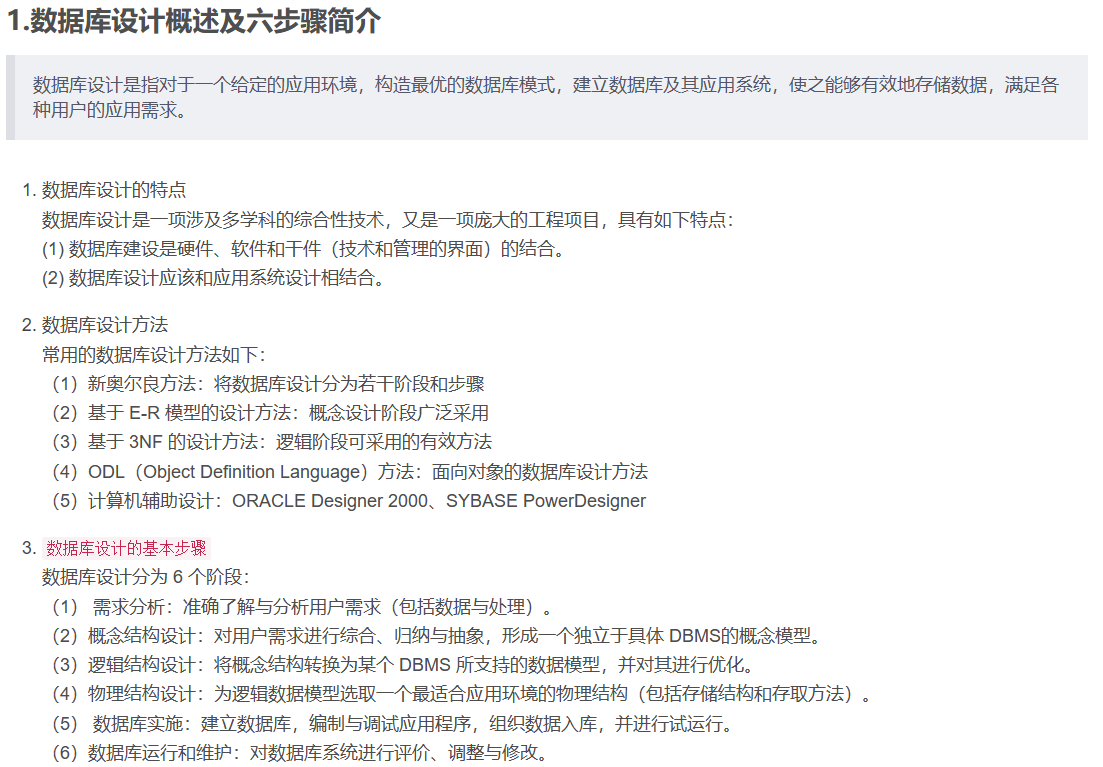 1.数据库设计概述及六步骤简介
数据库设计是指对于一个给定的应用环境，构造最优的数据库模式，建立数据库及其应用系统，使之能够有效地存储数据，满足各
种用户的应用需求。
1. 数据库设计的特点
数据库设计是一项涉及多学科的综合性技术，又是一项庞大的工程项目，具有如下特点：
(1) 数据库建设是硬件、软件和干件（技术和管理的界面）的结合。
(2) 数据库设计应该和应用系统设计相结合。
2. 数据库设计方法
常用的数据库设计方法如下：
（1）新奥尔良方法：将数据库设计分为若干阶段和步骤
（2）基于 E-R 模型的设计方法：概念设计阶段广泛采用
（3）基于 3NF 的设计方法：逻辑阶段可采用的有效方法
（4）ODL（Object Definition Language）方法：面向对象的数据库设计方法
（5）计算机辅助设计：ORACLE Designer 2000、SYBASE PowerDesigner
3. 数据库设计的基本步骤
数据库设计分为 6 个阶段：
（1） 需求分析：准确了解与分析用户需求（包括数据与处理）。
（2）概念结构设计：对用户需求进行综合、归纳与抽象，形成一个独立于具体 DBMS的概念模型。
（3）逻辑结构设计：将概念结构转换为某个 DBMS 所支持的数据模型，并对其进行优化。
（4）物理结构设计：为逻辑数据模型选取一个最适合应用环境的物理结构（包括存储结构和存取方法）。
（5） 数据库实施：建立数据库，编制与调试应用程序，组织数据入库，并进行试运行。
（6）数据库运行和维护：对数据库系统进行评价、调整与修改。